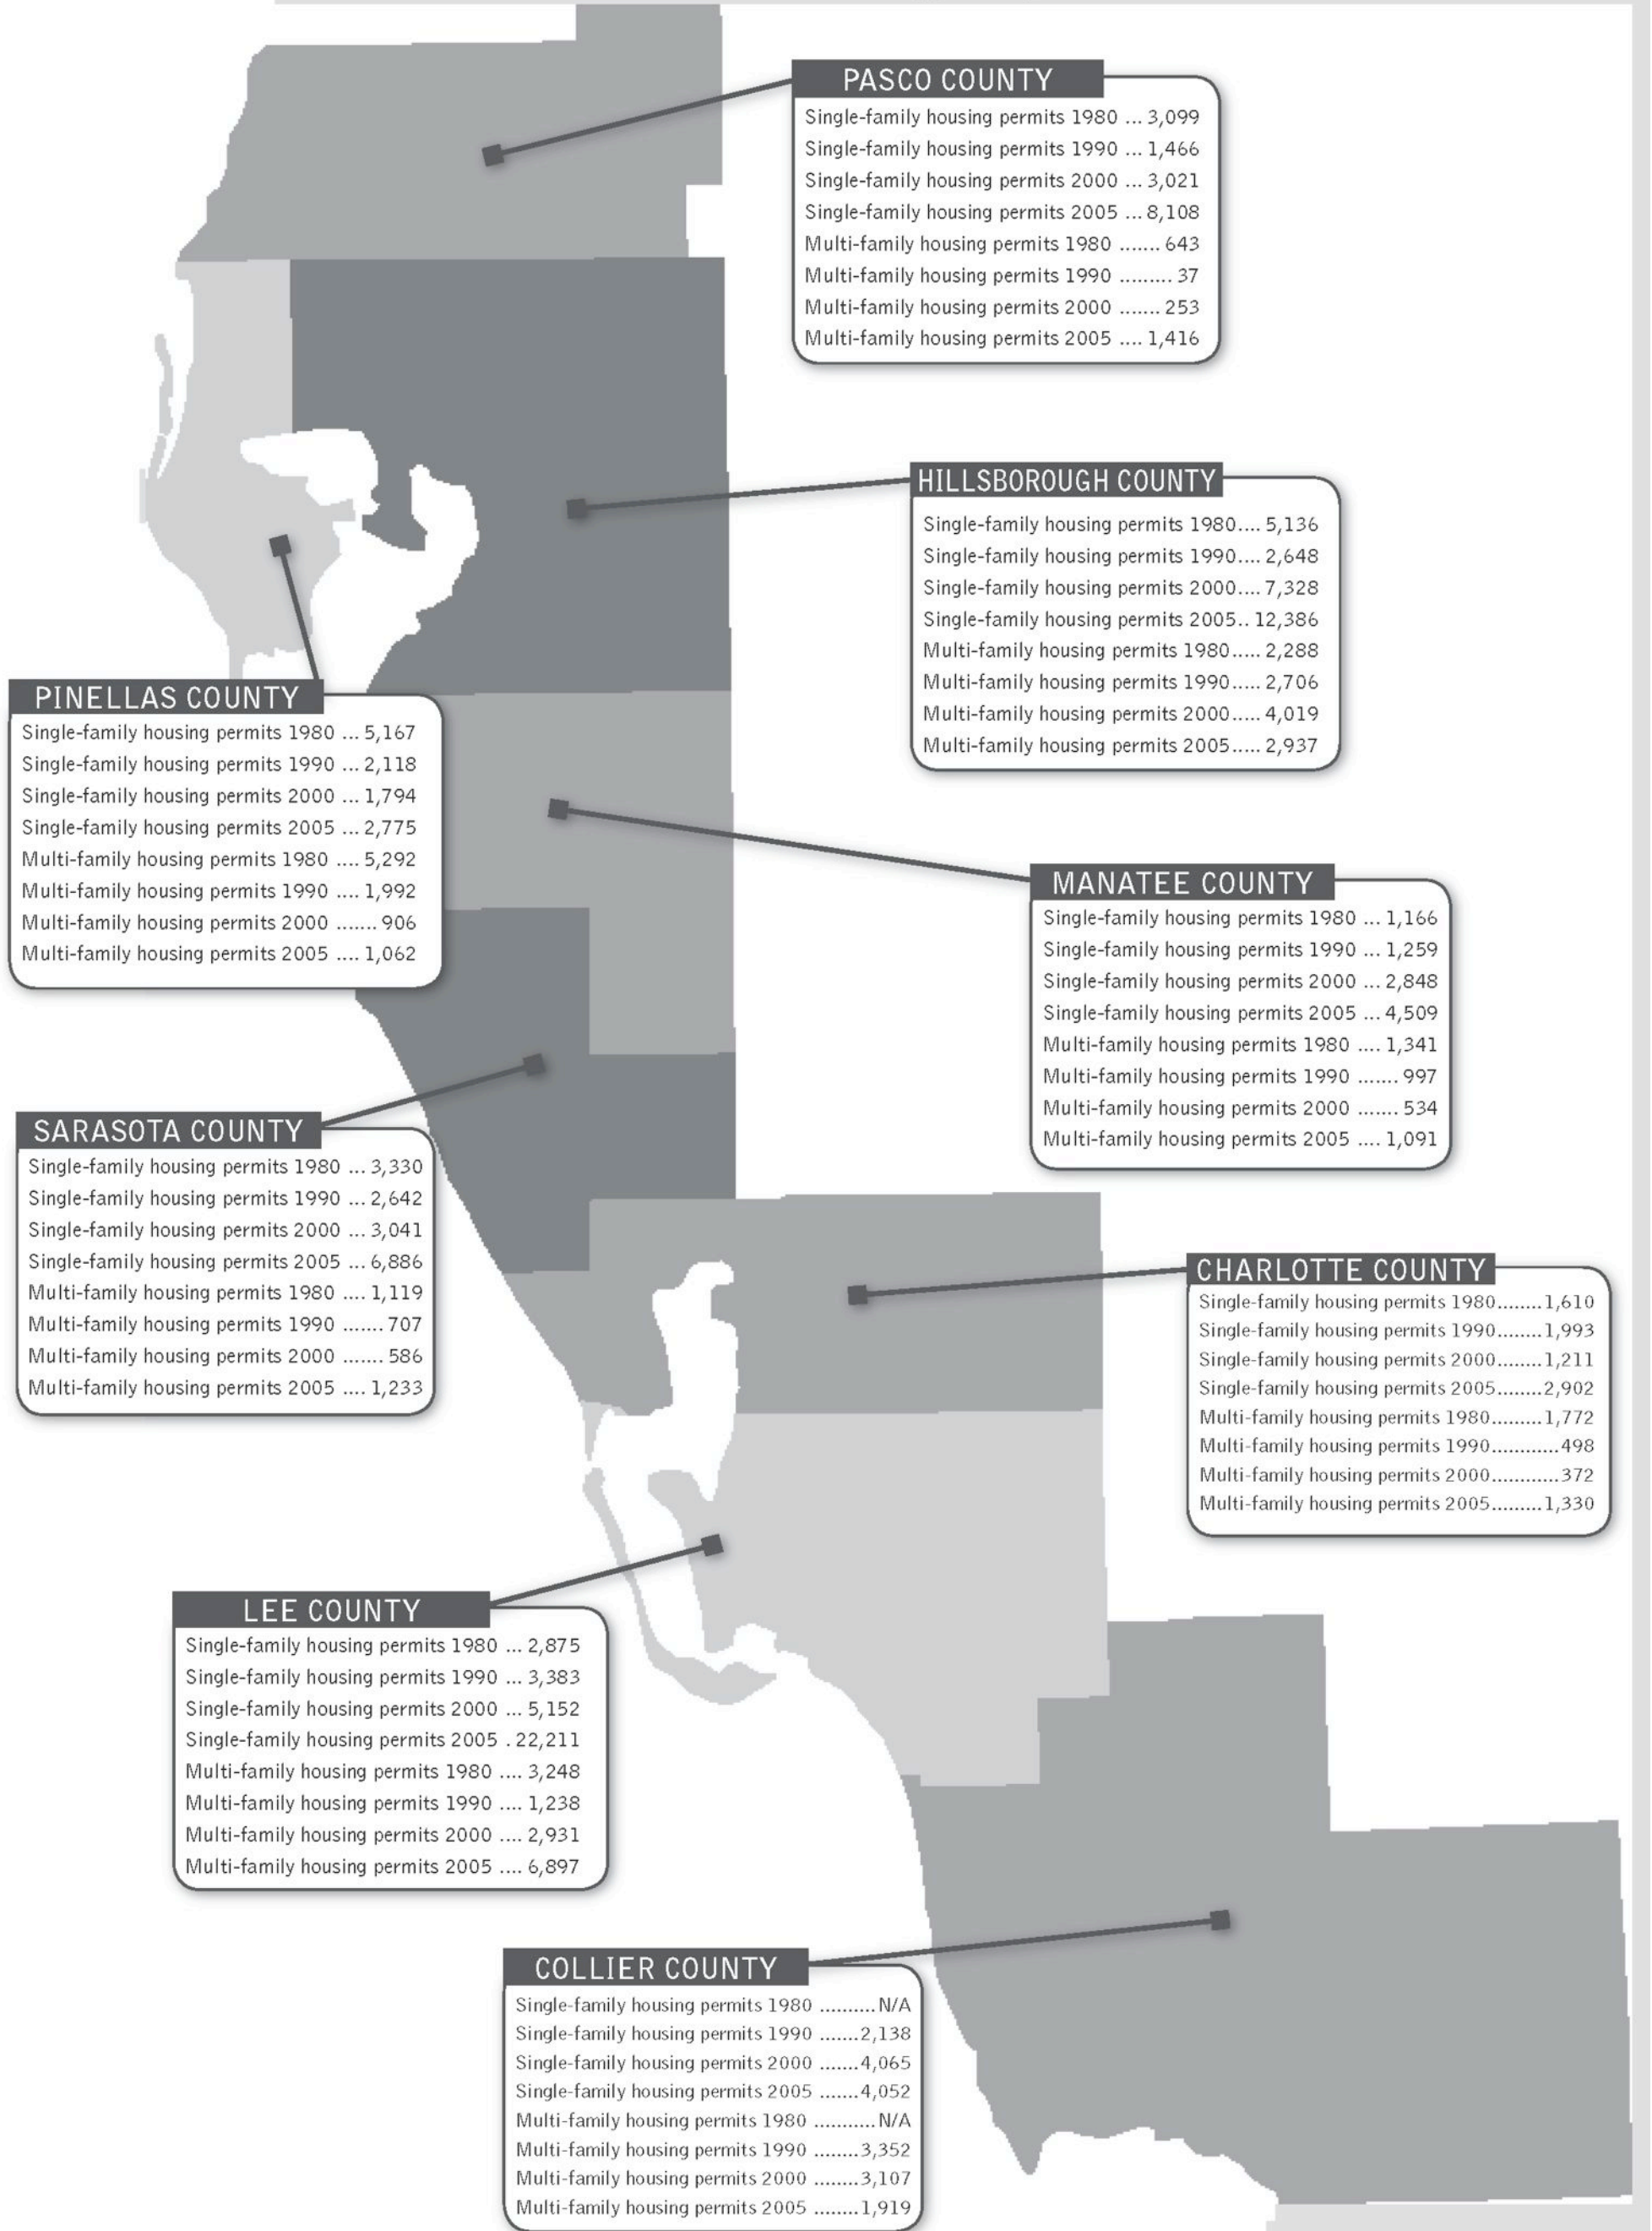 PASCO COUNTY
Single-family housing permits 1980 ... 3,099
Single-family housing permits 1990 ... 1,466
Single-family housing permits 2000 ... 3,021
Single-family housing permits 2005 ... 8,108
Multi-family housing permits 1980 ....... 643
Multi-family housing permits 1990 ......... 37
Multi-family housing permits 2000 ....... 253
Multi-family housing permits 2005 .... 1,416
HILLSBOROUGH COUNTY
Single-family housing permits 1980.... 5,136
Single-family housing permits 1990.... 2,648
Single-family housing permits 2000.... 7,328
Single-family housing permits 2005.. 12,386
Multi-family housing permits 1980..... 2,288
Multi-family housing permits 1990..... 2,706
Multi-family housing permits 2000..... 4,019
Multi-family housing permits 2005..... 2,937
PINELLAS COUNTY
Single-family housing permits 1980 ... 5,167
Single-family housing permits 1990 ... 2,118
Single-family housing permits 2000 ... 1,794
Single-family housing permits 2005 ... 2,775
Multi-family housing permits 1980 .... 5,292
Multi-family housing permits 1990 .... 1,992
Multi-family housing permits 2000 ....... 906
Multi-family housing permits 2005 .... 1,062
MANATEE COUNTY
Single-family housing permits 1980 ... 1,166
Single-family housing permits 1990 ... 1,259
Single-family housing permits 2000 ... 2,848
Single-family housing permits 2005 ... 4,509
Multi-family housing permits 1980 .... 1,341
Multi-family housing permits 1990 ....... 997
Multi-family housing permits 2000 ....... 534
Multi-family housing permits 2005 .... 1,091
SARASOTA COUNTY
Single-family housing permits 1980 ... 3,330
Single-family housing permits 1990 ... 2,642
Single-family housing permits 2000 ... 3,041
Single-family housing permits 2005 ... 6,886
Multi-family housing permits 1980 .... 1,119
Multi-family housing permits 1990 ....... 707
Multi-family housing permits 2000 ....... 586
Multi-family housing permits 2005 .... 1,233
CHARLOTTE COUNTY
Single-family housing permits 1980........1,610
Single-family housing permits 1990........1,993
Single-family housing permits 2000........1,211
Single-family housing permits 2005........2,902
Multi-family housing permits 1980.........1,772
Multi-family housing permits 1990............498
Multi-family housing permits 2000............372
Multi-family housing permits 2005.........1,330
LEE COUNTY
Single-family housing permits 1980 ... 2,875
Single-family housing permits 1990 ... 3,383
Single-family housing permits 2000 ... 5,152
Single-family housing permits 2005 . 22,211
Multi-family housing permits 1980 .... 3,248
Multi-family housing permits 1990 .... 1,238
Multi-family housing permits 2000 .... 2,931
Multi-family housing permits 2005 .... 6,897
COLLIER COUNTY
Single-family housing permits 1980 ..........N/A
Single-family housing permits 1990 .......2,138
Single-family housing permits 2000 .......4,065
Single-family housing permits 2005 .......4,052
Multi-family housing permits 1980 ...........N/A
Multi-family housing permits 1990 ........3,352
Multi-family housing permits 2000 ........3,107
Multi-family housing permits 2005 ........1,919